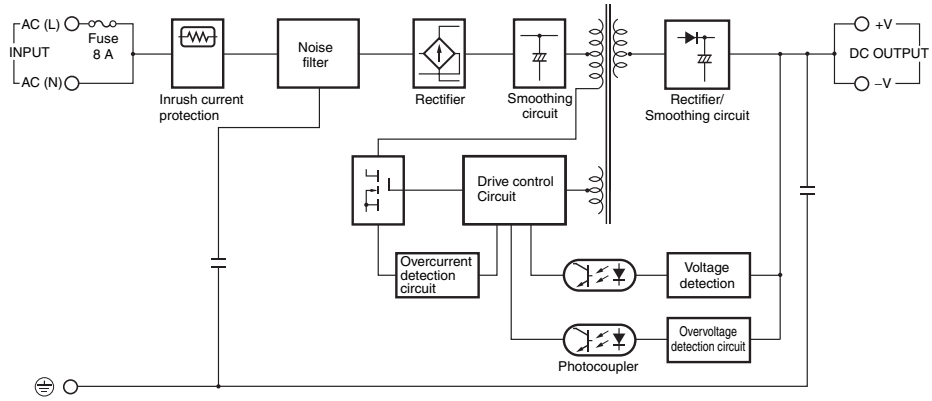 AC (L)
Fuse
8 A
INPUT
AC (N)
Inrush current
protection
Noise
filter
Rectifier
Smoothing
circuit
Rectifier/
Smoothing circuit
+V
DC OUTPUT
–V
Drive control
Circuit
Overcurrent
detection
circuit
Voltage
detection
Overvoltage
detection circuit
Photocoupler